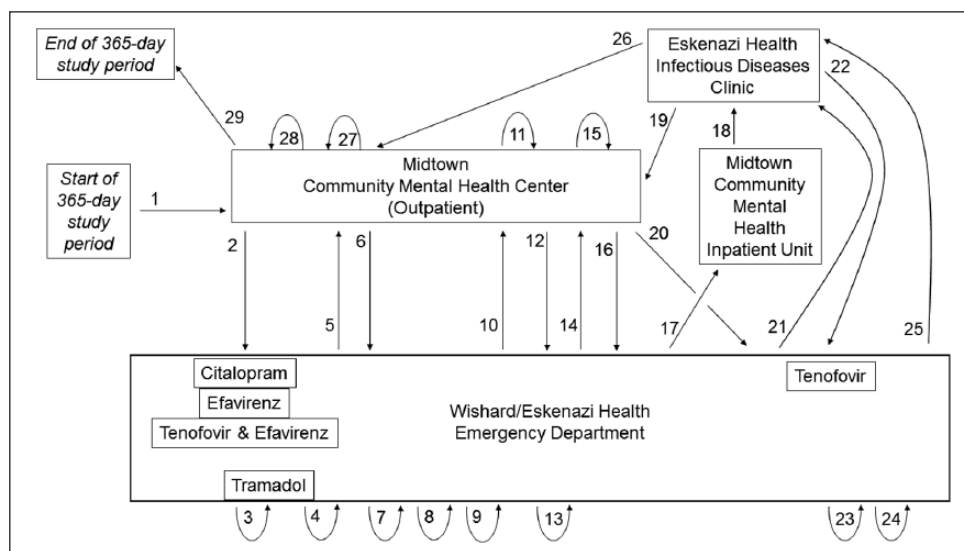 End of 365-day
study period
26
Eskenazi Health
Infectious Diseases
Clinic
22
29
28
27
11
15
19
18
Start of
365-day
study
period
1
Midtown
Community Mental Health Center
(Outpatient)
Midtown
Community
Mental
Health
Inpatient Unit
2
6
12
16
20
5
10
14
17
21
25
Citalopram
Efavirenz
Tenofovir & Efavirenz
Tramadol
Wishard/Eskenazi Health
Emergency Department
Tenofovir
3
4
7
8
9
13
23
24